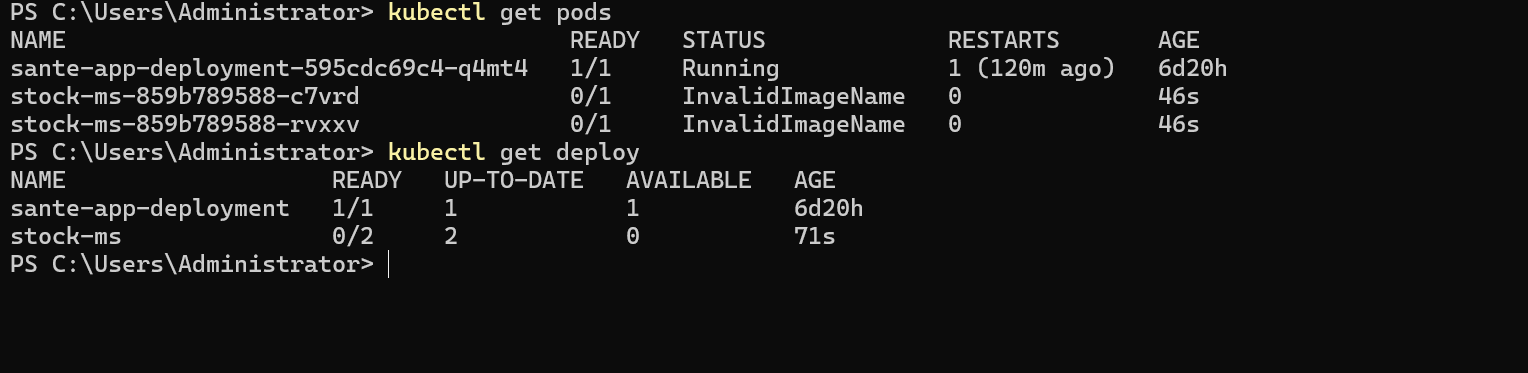 PS C:\Users\Administrator> kubectl get pods
NAME                                    READY   STATUS             RESTARTS       AGE
sante-app-deployment-595cdc69c4-q4mt4   1/1     Running            1 (120m ago)   6d20h
stock-ms-859b789588-c7vrd               0/1     InvalidImageName   0              46s
stock-ms-859b789588-rvxxv               0/1     InvalidImageName   0              46s
PS C:\Users\Administrator> kubectl get deploy
NAME                   READY   UP-TO-DATE   AVAILABLE   AGE
sante-app-deployment   1/1     1            1           6d20h
stock-ms               0/2     2            0           71s
PS C:\Users\Administrator>